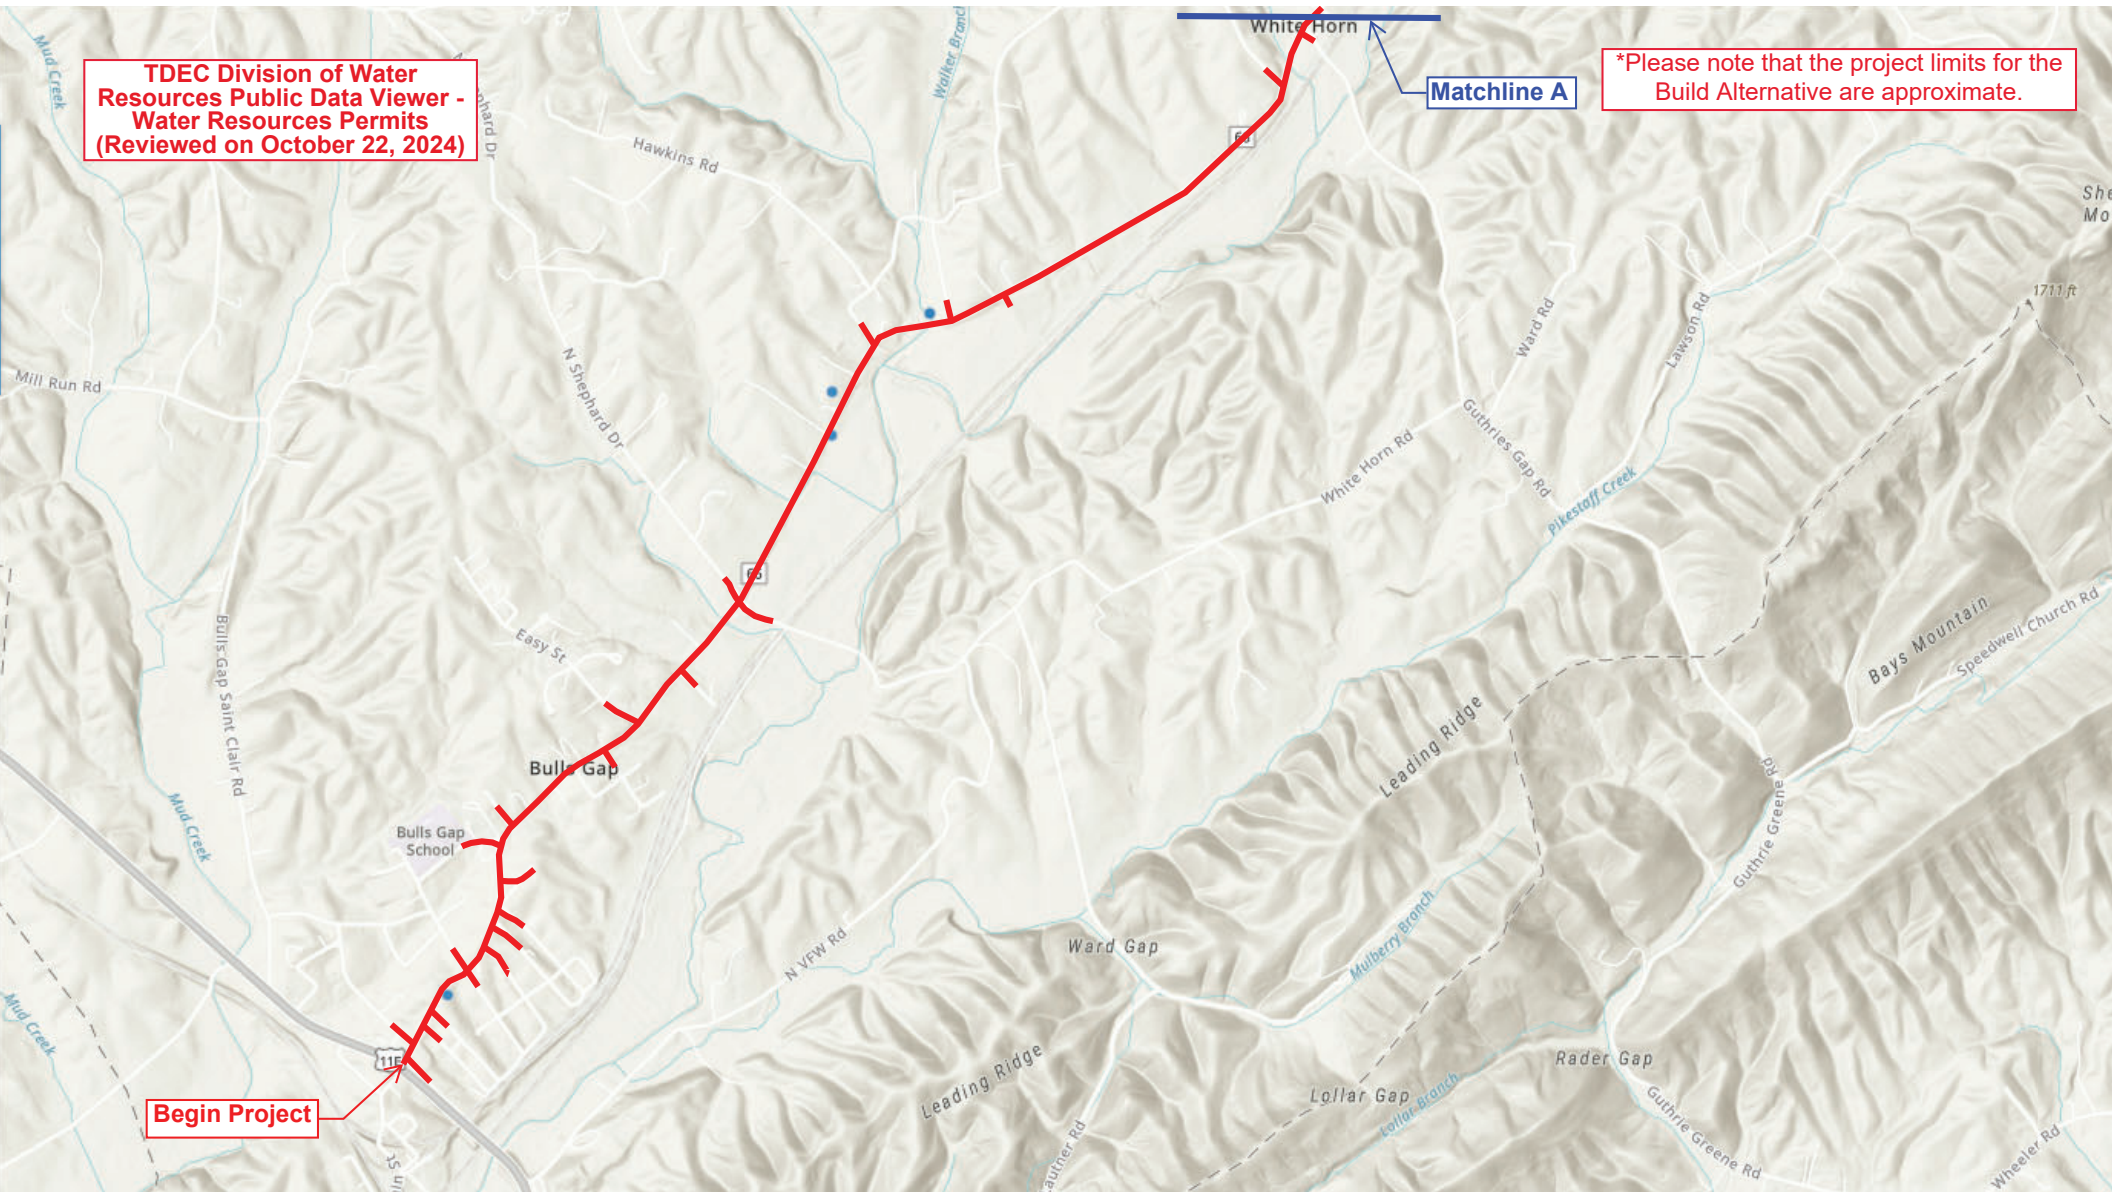 White Horn
Mud Creek
TDEC Division of Water
Resources Public Data Viewer -
Water Resources Permits
(Reviewed on October 22, 2024)
Walker Branch
Matchline A
*Please note that the project limits for the
Build Alternative are approximate.
Hawkins Rd
66
1711 ft
Ward Rd
Lawson Rd
Mill Run Rd
N Shephard Dr
Guthries Gap Rd
White Horn Rd
Pikestaff Creek
66
Bulls Gap Saint Clair Rd
Easy St
Bays Mountain
Speedwell Church Rd
Leading Ridge
Bulls Gap
Mud Creek
Bulls Gap
School
Guthrie Greene Rd
Ward Gap
Mulberry Branch
N VFW Rd
Mud Creek
11E
Leading Ridge
Rader Gap
Lollar Gap
Lollar Branch
Begin Project
Guthrie Greene Rd
Wheeler Rd